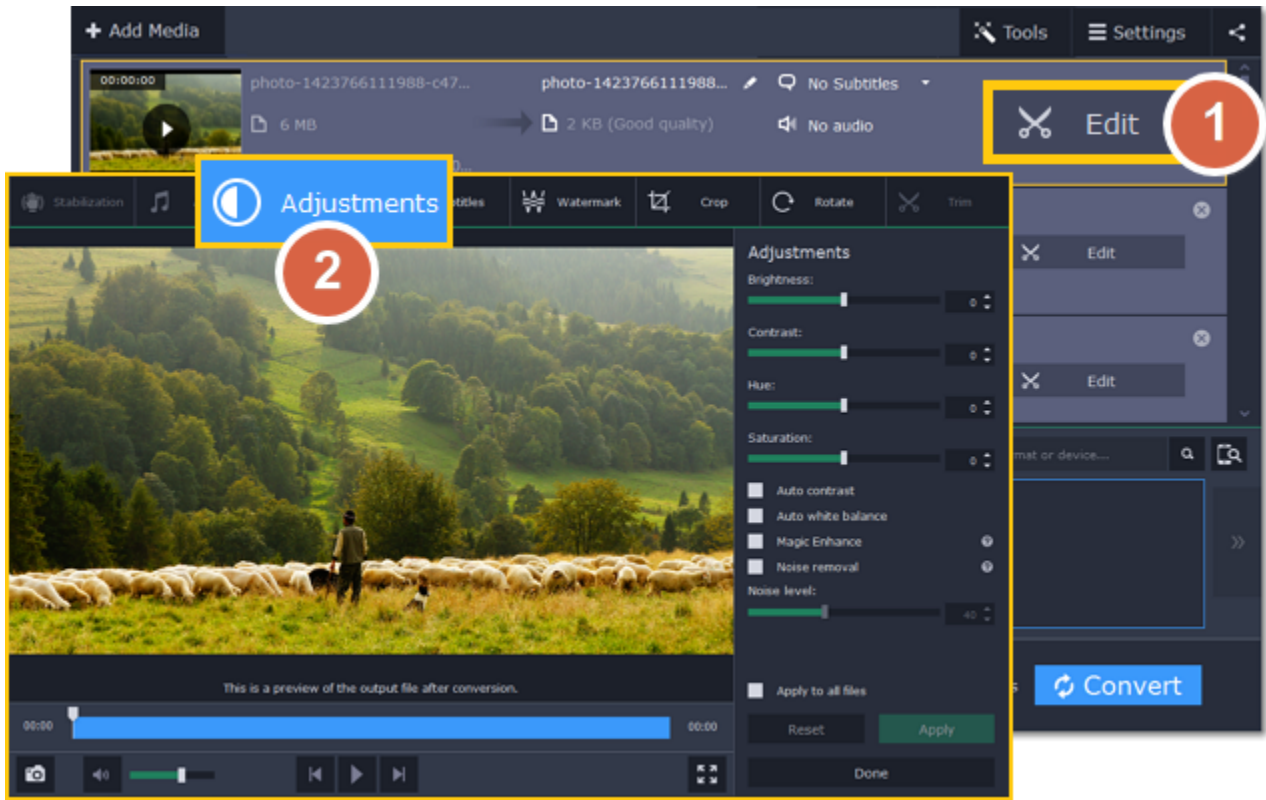 Add Media
Tools
Settings
00:00:00
photo-1423766111988-c47...
photo-1423766111988...
No Subtitles
6 MB
2 KB (Good quality)
No audio
Edit
1
Stabilization
Adjustments
2
Watermark
Crop
Rotate
Trim
Edit
Edit
Adjustments
Brightness:
0
Contrast:
0
Hue:
0
Saturation:
0
Auto contrast
Auto white balance
Magic Enhance
Noise removal
Noise level:
40
or device...
This is a preview of the output file after conversion.
Apply to all files
Convert
00:00
00:00
Reset
Apply
Done